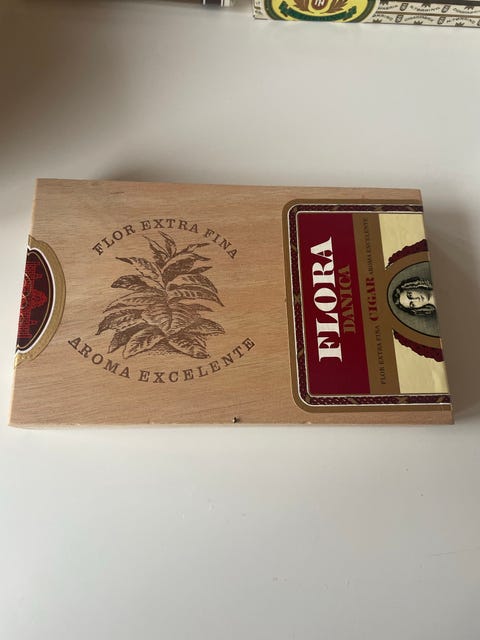 FLOR EXTRA FINA
AROMA EXCELENTE
FLORA
DANICA
FLOR EXTRA FINA CIGAR AROMA EXCELENTE